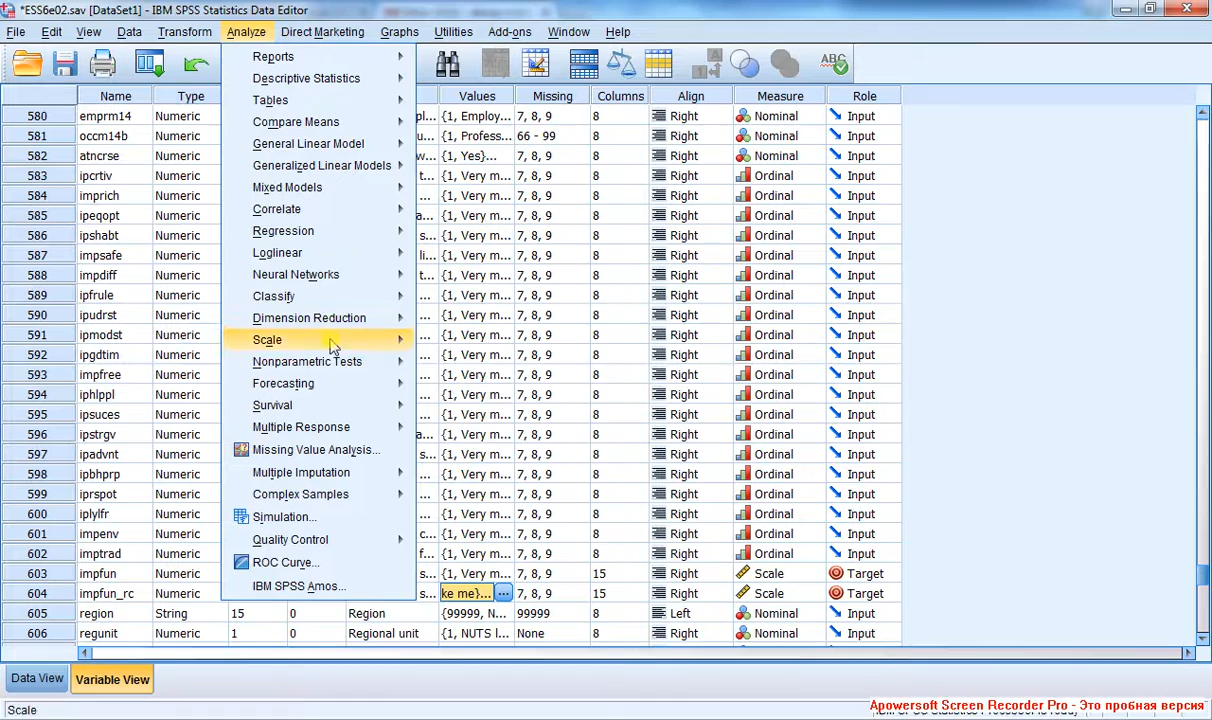 *ESS6e02.sav [DataSet1] - IBM SPSS Statistics Data Editor
File Edit View Data Transform Analyze Direct Marketing Graphs Utilities Add-ons Window Help
Reports
Descriptive Statistics
Tables
Compare Means
General Linear Model
Generalized Linear Models
Mixed Models
Correlate
Regression
Loglinear
Neural Networks
Classify
Dimension Reduction
Scale
Nonparametric Tests
Forecasting
Survival
Multiple Response
Missing Value Analysis...
Multiple Imputation
Complex Samples
Simulation...
Quality Control
ROC Curve...
IBM SPSS Amos...
Name Type Values Missing Columns Align Measure Role
580 emprm14 Numeric {1, Employ... 7, 8, 9 8 Right Nominal Input
581 occm14b Numeric {1, Profess... 66 - 99 8 Right Nominal Input
582 atncrse Numeric {1, Yes}... 7, 8, 9 8 Right Nominal Input
583 ipcrtiv Numeric {1, Very m... 7, 8, 9 8 Right Ordinal Input
584 imprich Numeric {1, Very m... 7, 8, 9 8 Right Ordinal Input
585 ipeqopt Numeric {1, Very m... 7, 8, 9 8 Right Ordinal Input
586 ipshabt Numeric {1, Very m... 7, 8, 9 8 Right Ordinal Input
587 impsafe Numeric {1, Very m... 7, 8, 9 8 Right Ordinal Input
588 impdiff Numeric {1, Very m... 7, 8, 9 8 Right Ordinal Input
589 ipfrule Numeric {1, Very m... 7, 8, 9 8 Right Ordinal Input
590 ipudrst Numeric {1, Very m... 7, 8, 9 8 Right Ordinal Input
591 ipmodst Numeric {1, Very m... 7, 8, 9 8 Right Ordinal Input
592 ipgdtim Numeric {1, Very m... 7, 8, 9 8 Right Ordinal Input
593 impfree Numeric {1, Very m... 7, 8, 9 8 Right Ordinal Input
594 iphlppl Numeric {1, Very m... 7, 8, 9 8 Right Ordinal Input
595 ipsuces Numeric {1, Very m... 7, 8, 9 8 Right Ordinal Input
596 ipstrgv Numeric {1, Very m... 7, 8, 9 8 Right Ordinal Input
597 ipadvnt Numeric {1, Very m... 7, 8, 9 8 Right Ordinal Input
598 ipbhprp Numeric {1, Very m... 7, 8, 9 8 Right Ordinal Input
599 iprspot Numeric {1, Very m... 7, 8, 9 8 Right Ordinal Input
600 iplylfr Numeric {1, Very m... 7, 8, 9 8 Right Ordinal Input
601 impenv Numeric {1, Very m... 7, 8, 9 8 Right Ordinal Input
602 imptrad Numeric {1, Very m... 7, 8, 9 8 Right Ordinal Input
603 impfun Numeric {1, Very m... 7, 8, 9 15 Right Scale Target
604 impfun_rc Numeric ke me}... 7, 8, 9 15 Right Scale Target
605 region String 15 0 Region {99999, N... 99999 8 Left Nominal Input
606 regunit Numeric 1 0 Regional unit {1, NUTS l... None 8 Right Nominal Input
Data View Variable View
Scale
Apowersoft Screen Recorder Pro - Это пробная версия